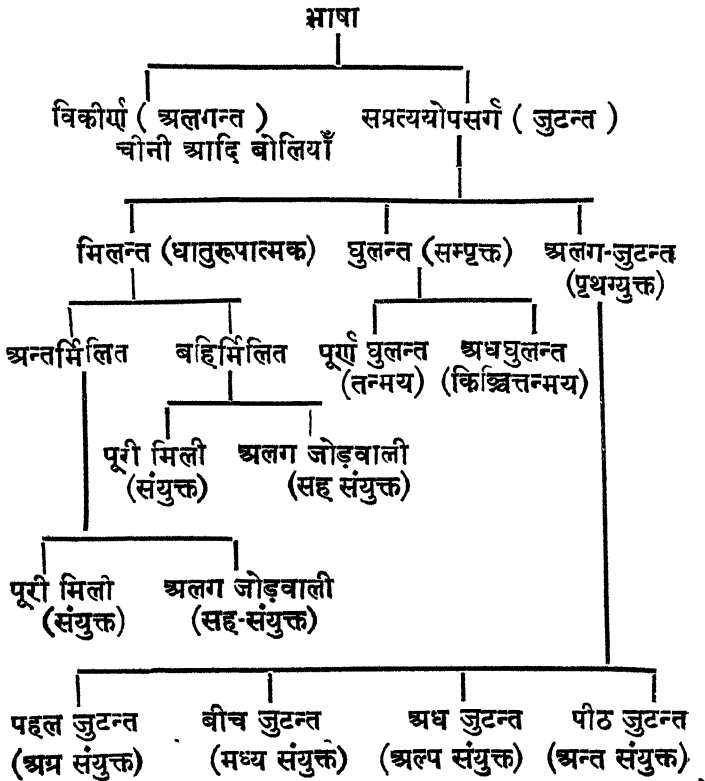 भाषा
विकीर्ण ( अलगन्त ) सप्रत्ययोपसर्ग ( जुटन्त )
चीनी आदि बोलियाँ
मिलन्त (धातुरूपात्मक) घुलन्त (सम्पृक्त) अलग-जुटन्त
(पृथग्युक्त)
अन्तर्मिलित बहिर्मिलित पूर्ण घुलन्त अधघुलन्त
(तन्मय) (किञ्चित्तन्मय)
पूरी मिली अलग जोड़वाली
(संयुक्त) (सह संयुक्त)
पूरी मिली अलग जोड़वाली
(संयुक्त) (सह-संयुक्त)
पहल जुटन्त बीच जुटन्त अध जुटन्त पीठ जुटन्त
(अग्र संयुक्त) (मध्य संयुक्त) (अल्प संयुक्त) (अन्त संयुक्त)